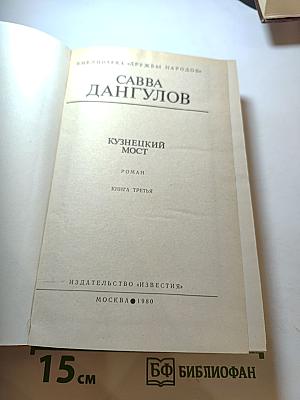 БИБЛИОТЕКА «ДРУЖБЫ НАРОДОВ»
САВВА
ДАНГУЛОВ
КУЗНЕЦКИЙ
МОСТ
РОМАН
КНИГА ТРЕТЬЯ
ИЗДАТЕЛЬСТВО «ИЗВЕСТИЯ»
МОСКВА ● 1980
15 см
БФ БИБЛИОФАН